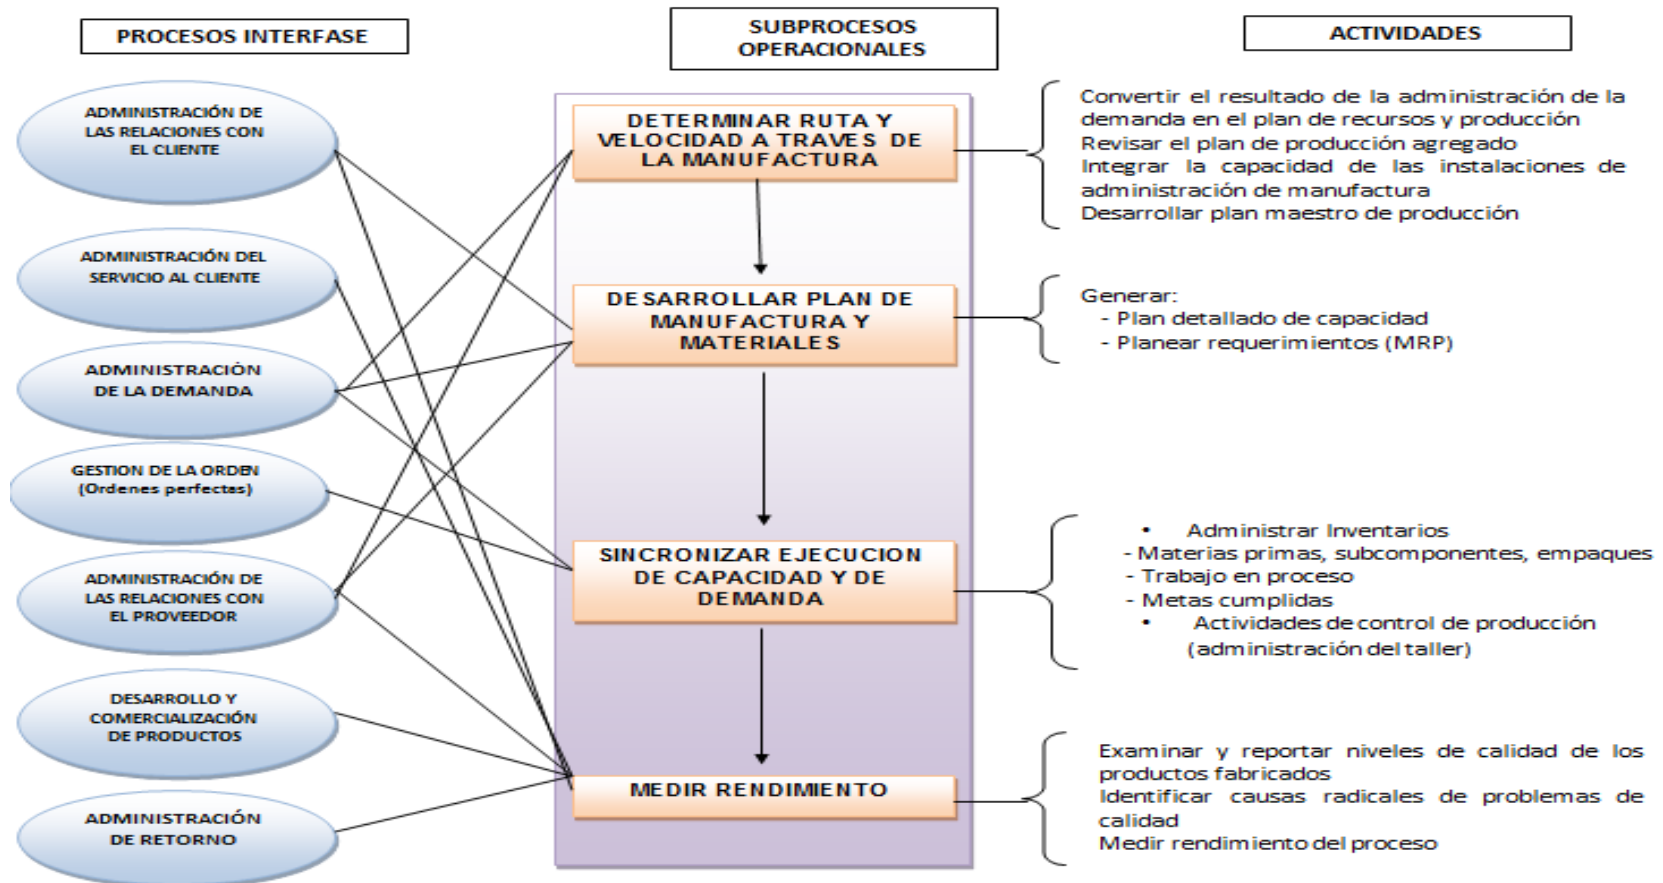 PROCESOS INTERFASE
SUBPROCESOS
OPERACIONALES
ACTIVIDADES
ADMINISTRACIÓN DE
LAS RELACIONES CON
EL CLIENTE
ADMINISTRACIÓN DEL
SERVICIO AL CLIENTE
ADMINISTRACIÓN
DE LA DEMANDA
GESTION DE LA ORDEN
(Ordenes perfectas)
ADMINISTRACIÓN DE
LAS RELACIONES CON
EL PROVEEDOR
DESARROLLO Y
COMERCIALIZACIÓN
DE PRODUCTOS
ADMINISTRACIÓN
DE RETORNO
DETERMINAR RUTA Y
VELOCIDAD A TRAVES DE
LA MANUFACTURA
DESARROLLAR PLAN DE
MANUFACTURA Y
MATERIALES
SINCRONIZAR EJECUCION
DE CAPACIDAD Y DE
DEMANDA
MEDIR RENDIMIENTO
Convertir el resultado de la administración de la
demanda en el plan de recursos y producción
Revisar el plan de producción agregado
Integrar la capacidad de las instalaciones de
administración de manufactura
Desarrollar plan maestro de producción
Generar:
- Plan detallado de capacidad
- Planear requerimientos (MRP)
• Administrar Inventarios
- Materias primas, subcomponentes, empaques
- Trabajo en proceso
- Metas cumplidas
• Actividades de control de producción
(administración del taller)
Examinar y reportar niveles de calidad de los
productos fabricados
Identificar causas radicales de problemas de
calidad
Medir rendimiento del proceso